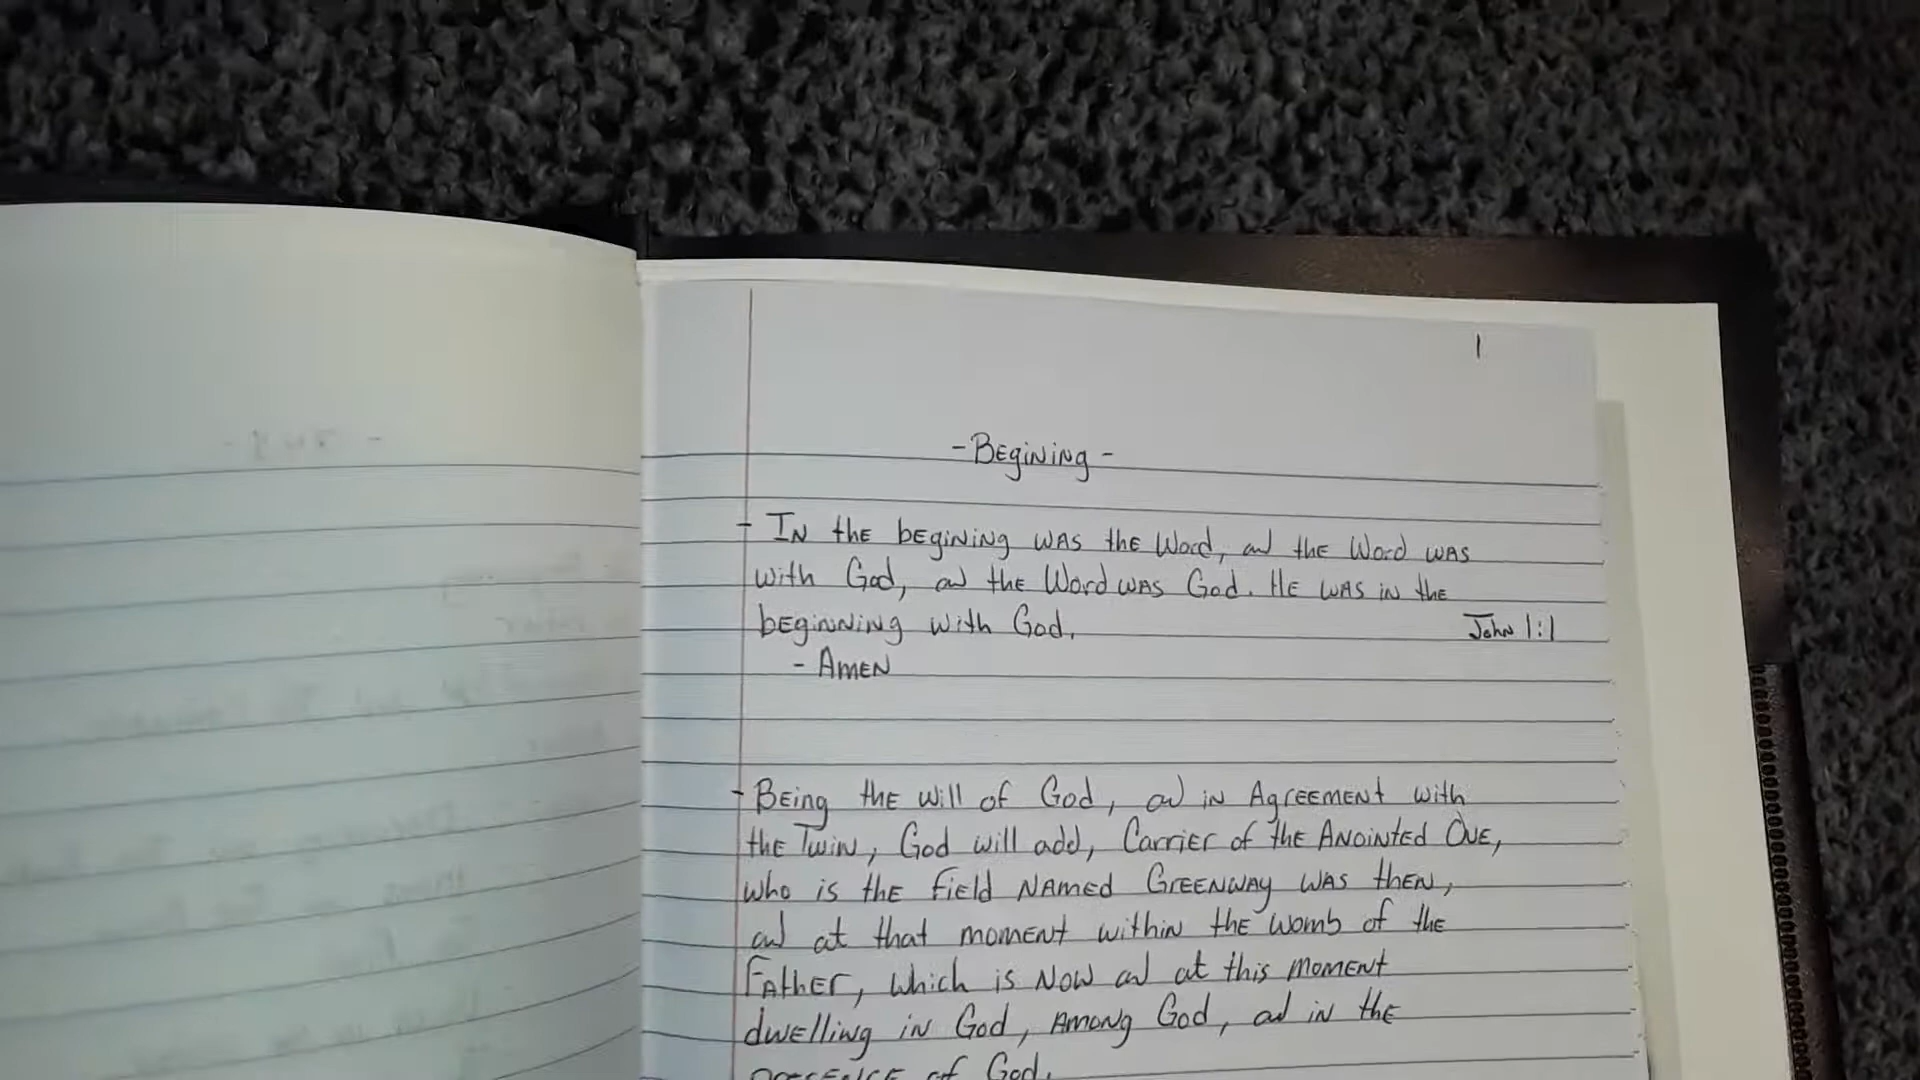 1
- Begining -
- In the begining was the Word, and the Word was
with God, and the Word was God. He was in the
beginning with God.
John 1:1
- Amen
- Being the will of God, and in Agreement with
the Twin, God will add, Carrier of the Anointed One,
who is the field named Greenway was then,
and at that moment within the womb of the
Father, which is now and at this moment
dwelling in God, among God, and in the
presence of God.